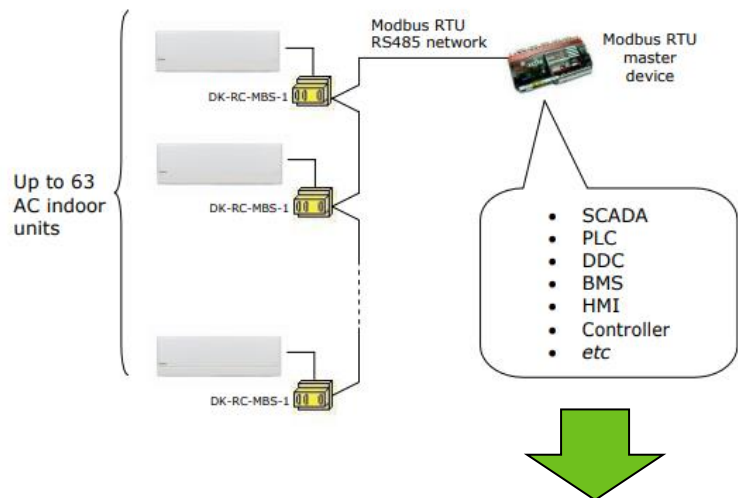 Modbus RTU
RS485 network
Modbus RTU
master
device
DK-RC-MBS-1
DK-RC-MBS-1
Up to 63
AC indoor
units
• SCADA
• PLC
• DDC
• BMS
• HMI
• Controller
• etc
DK-RC-MBS-1